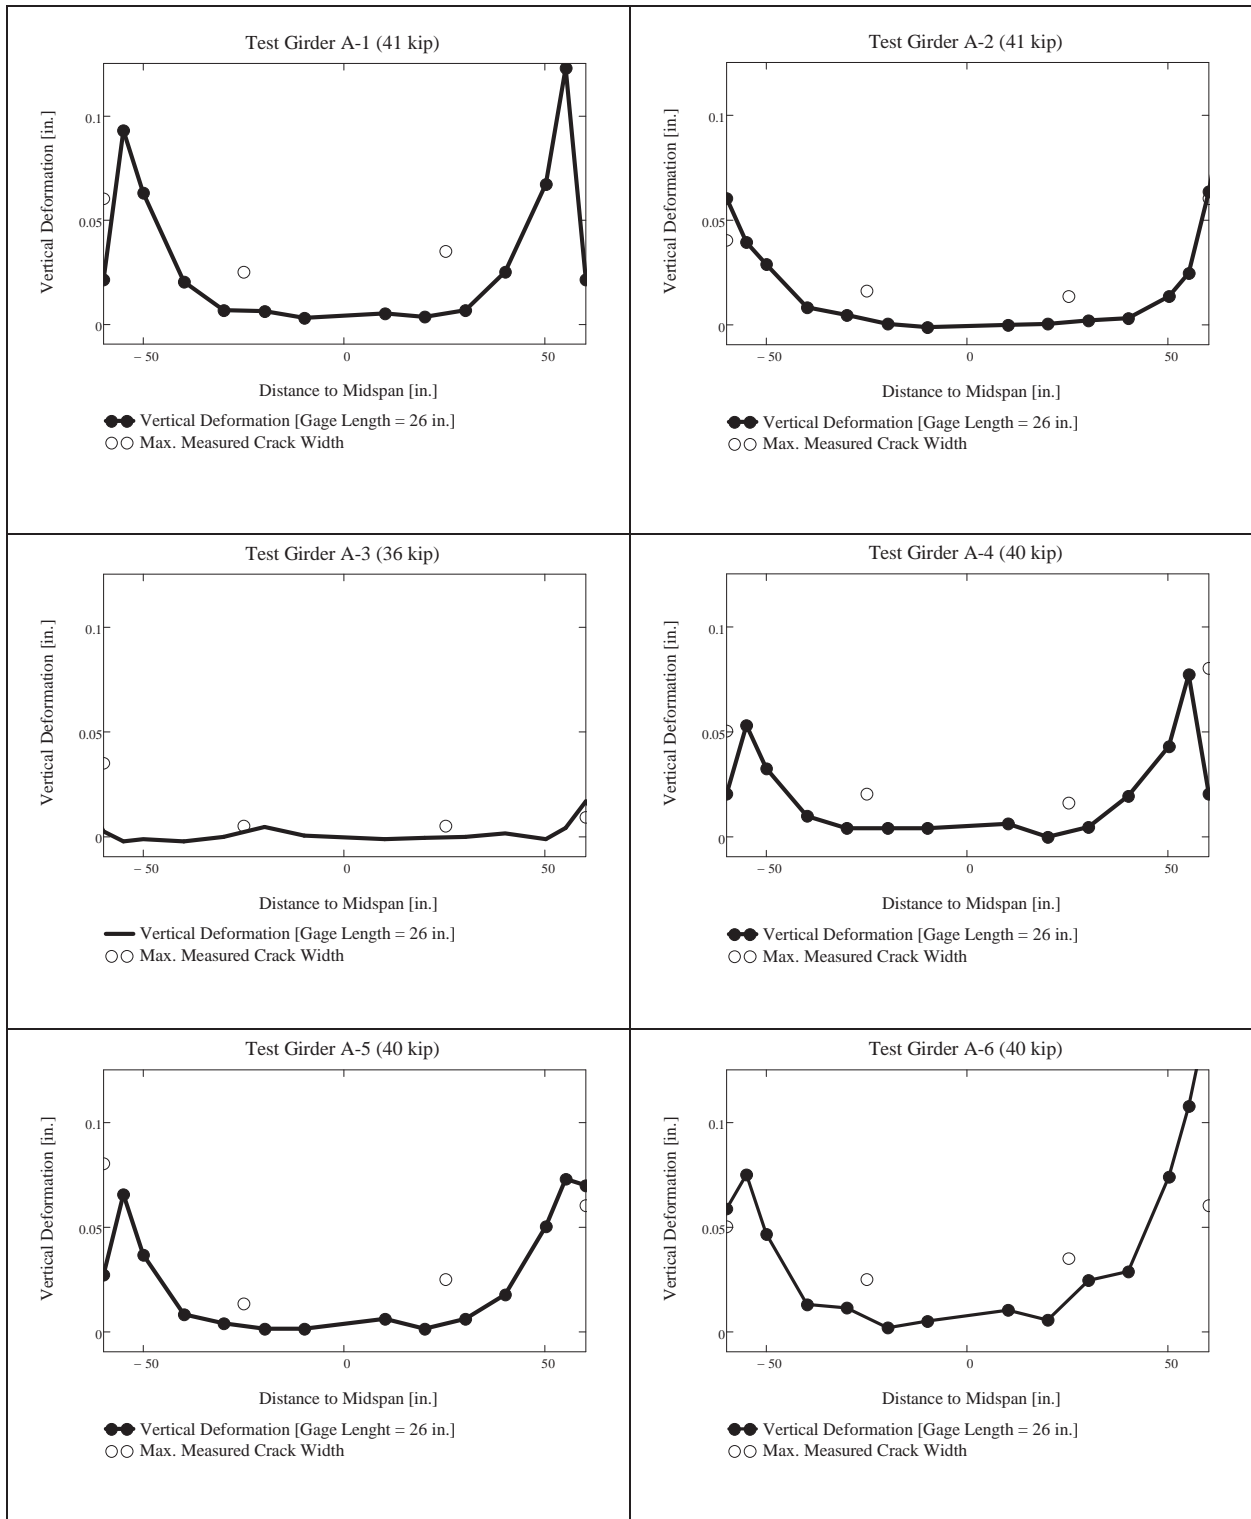 Test Girder A-1 (41 kip)
Vertical Deformation [in.]
0.1
0.05
0
– 50
0
50
Distance to Midspan [in.]
Vertical Deformation [Gage Length = 26 in.]
Max. Measured Crack Width
Test Girder A-2 (41 kip)
Vertical Deformation [in.]
0.1
0.05
0
– 50
0
50
Distance to Midspan [in.]
Vertical Deformation [Gage Length = 26 in.]
Max. Measured Crack Width
Test Girder A-3 (36 kip)
Vertical Deformation [in.]
0.1
0.05
0
– 50
0
50
Distance to Midspan [in.]
Vertical Deformation [Gage Length = 26 in.]
Max. Measured Crack Width
Test Girder A-4 (40 kip)
Vertical Deformation [in.]
0.1
0.05
0
– 50
0
50
Distance to Midspan [in.]
Vertical Deformation [Gage Length = 26 in.]
Max. Measured Crack Width
Test Girder A-5 (40 kip)
Vertical Deformation [in.]
0.1
0.05
0
– 50
0
50
Distance to Midspan [in.]
Vertical Deformation [Gage Lenght = 26 in.]
Max. Measured Crack Width
Test Girder A-6 (40 kip)
Vertical Deformation [in.]
0.1
0.05
0
– 50
0
50
Distance to Midspan [in.]
Vertical Deformation [Gage Length = 26 in.]
Max. Measured Crack Width